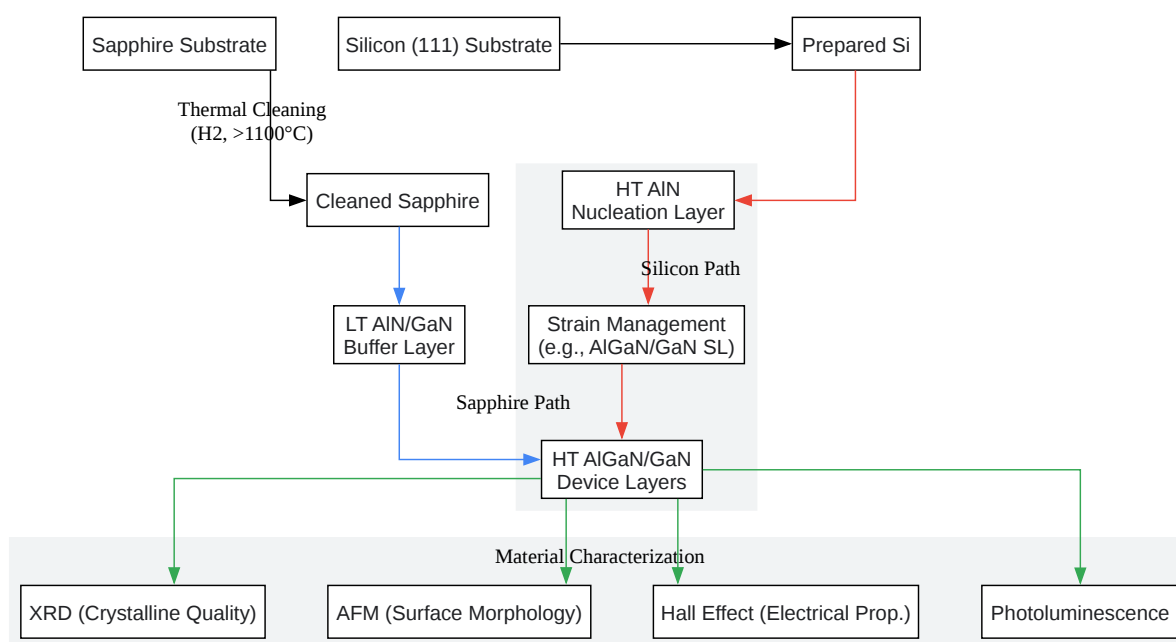 Sapphire Substrate
Silicon (111) Substrate
Prepared Si
Thermal Cleaning
(H2, >1100°C)
Cleaned Sapphire
HT AlN
Nucleation Layer
Silicon Path
LT AlN/GaN
Buffer Layer
Strain Management
(e.g., AlGaN/GaN SL)
Sapphire Path
HT AlGaN/GaN
Device Layers
Material Characterization
XRD (Crystalline Quality)
AFM (Surface Morphology)
Hall Effect (Electrical Prop.)
Photoluminescence